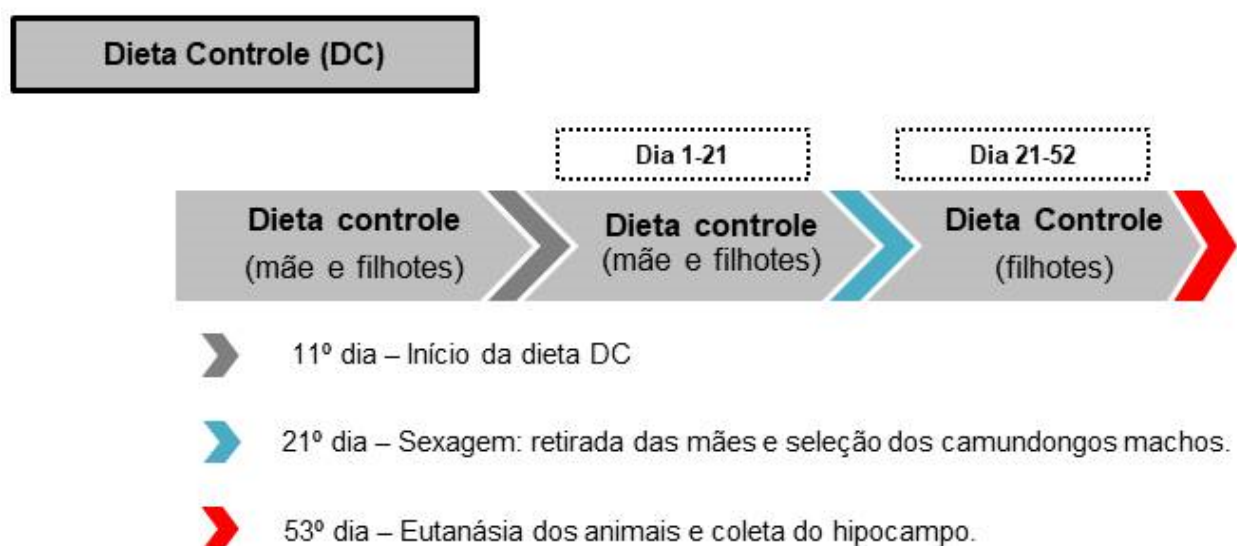 Dieta Controle (DC)
Dia 1-21
Dia 21-52
Dieta controle
(mãe e filhotes)
Dieta controle
(mãe e filhotes)
Dieta Controle
(filhotes)
11º dia – Início da dieta DC
21º dia – Sexagem: retirada das mães e seleção dos camundongos machos.
53º dia – Eutanásia dos animais e coleta do hipocampo.